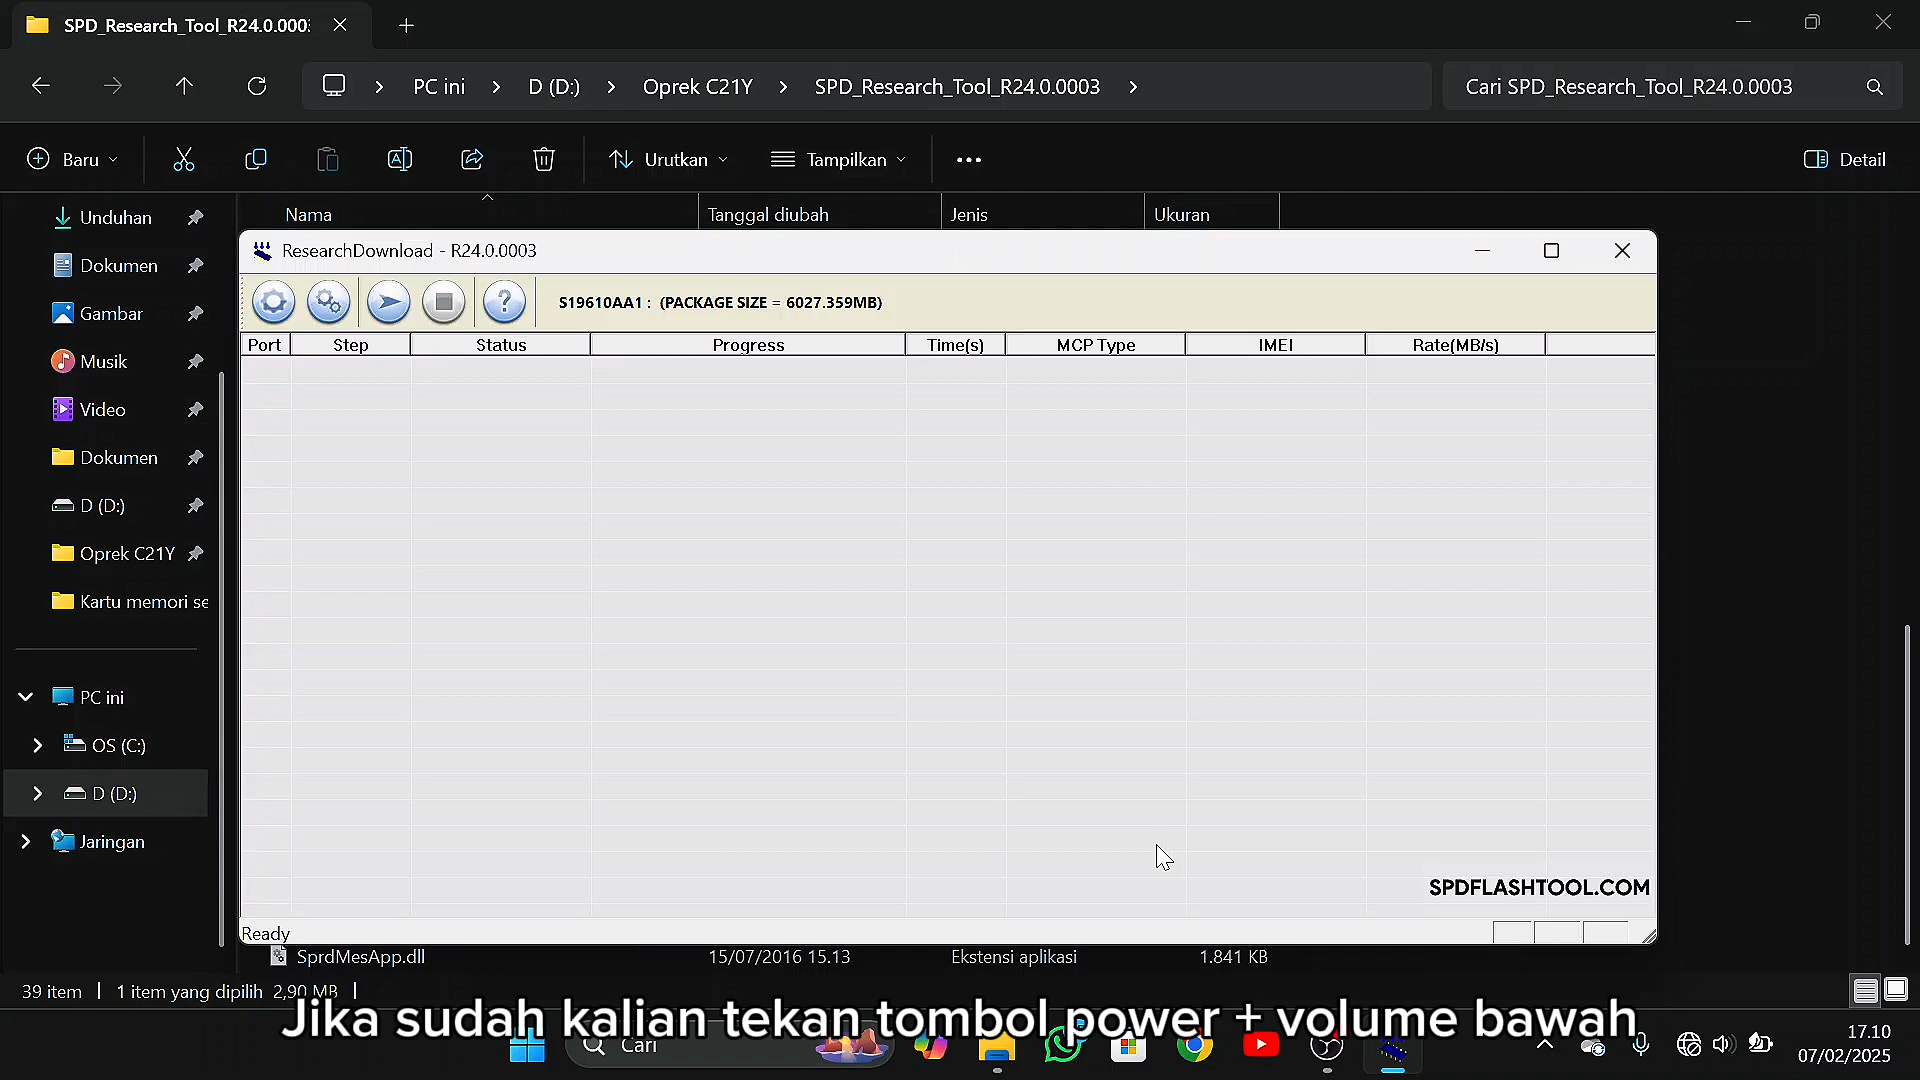 SPD_Research_Tool_R24.0.000
PC ini
D (D:)
Oprek C21Y
SPD_Research_Tool_R24.0.0003
Cari SPD_Research_Tool_R24.0.0003
Baru
Urutkan
Tampilkan
Detail
Nama
Tanggal diubah
Jenis
Ukuran
Unduhan
Dokumen
Gambar
Musik
Video
Dokumen
D (D:)
Oprek C21Y
Kartu memori se
PC ini
OS (C:)
D (D:)
Jaringan
ResearchDownload - R24.0.0003
S19610AA1 : (PACKAGE SIZE = 6027.359MB)
Port
Step
Status
Progress
Time(s)
MCP Type
IMEI
Rate(MB/s)
SPDFLASHTOOL.COM
Ready
SprdMesApp.dll
15/07/2016 15.13
Ekstensi aplikasi
1.841 KB
39 item
1 item yang dipilih 2,90 MB
Jika sudah kalian tekan tombol power + volume bawah
Cari
17.10
07/02/2025